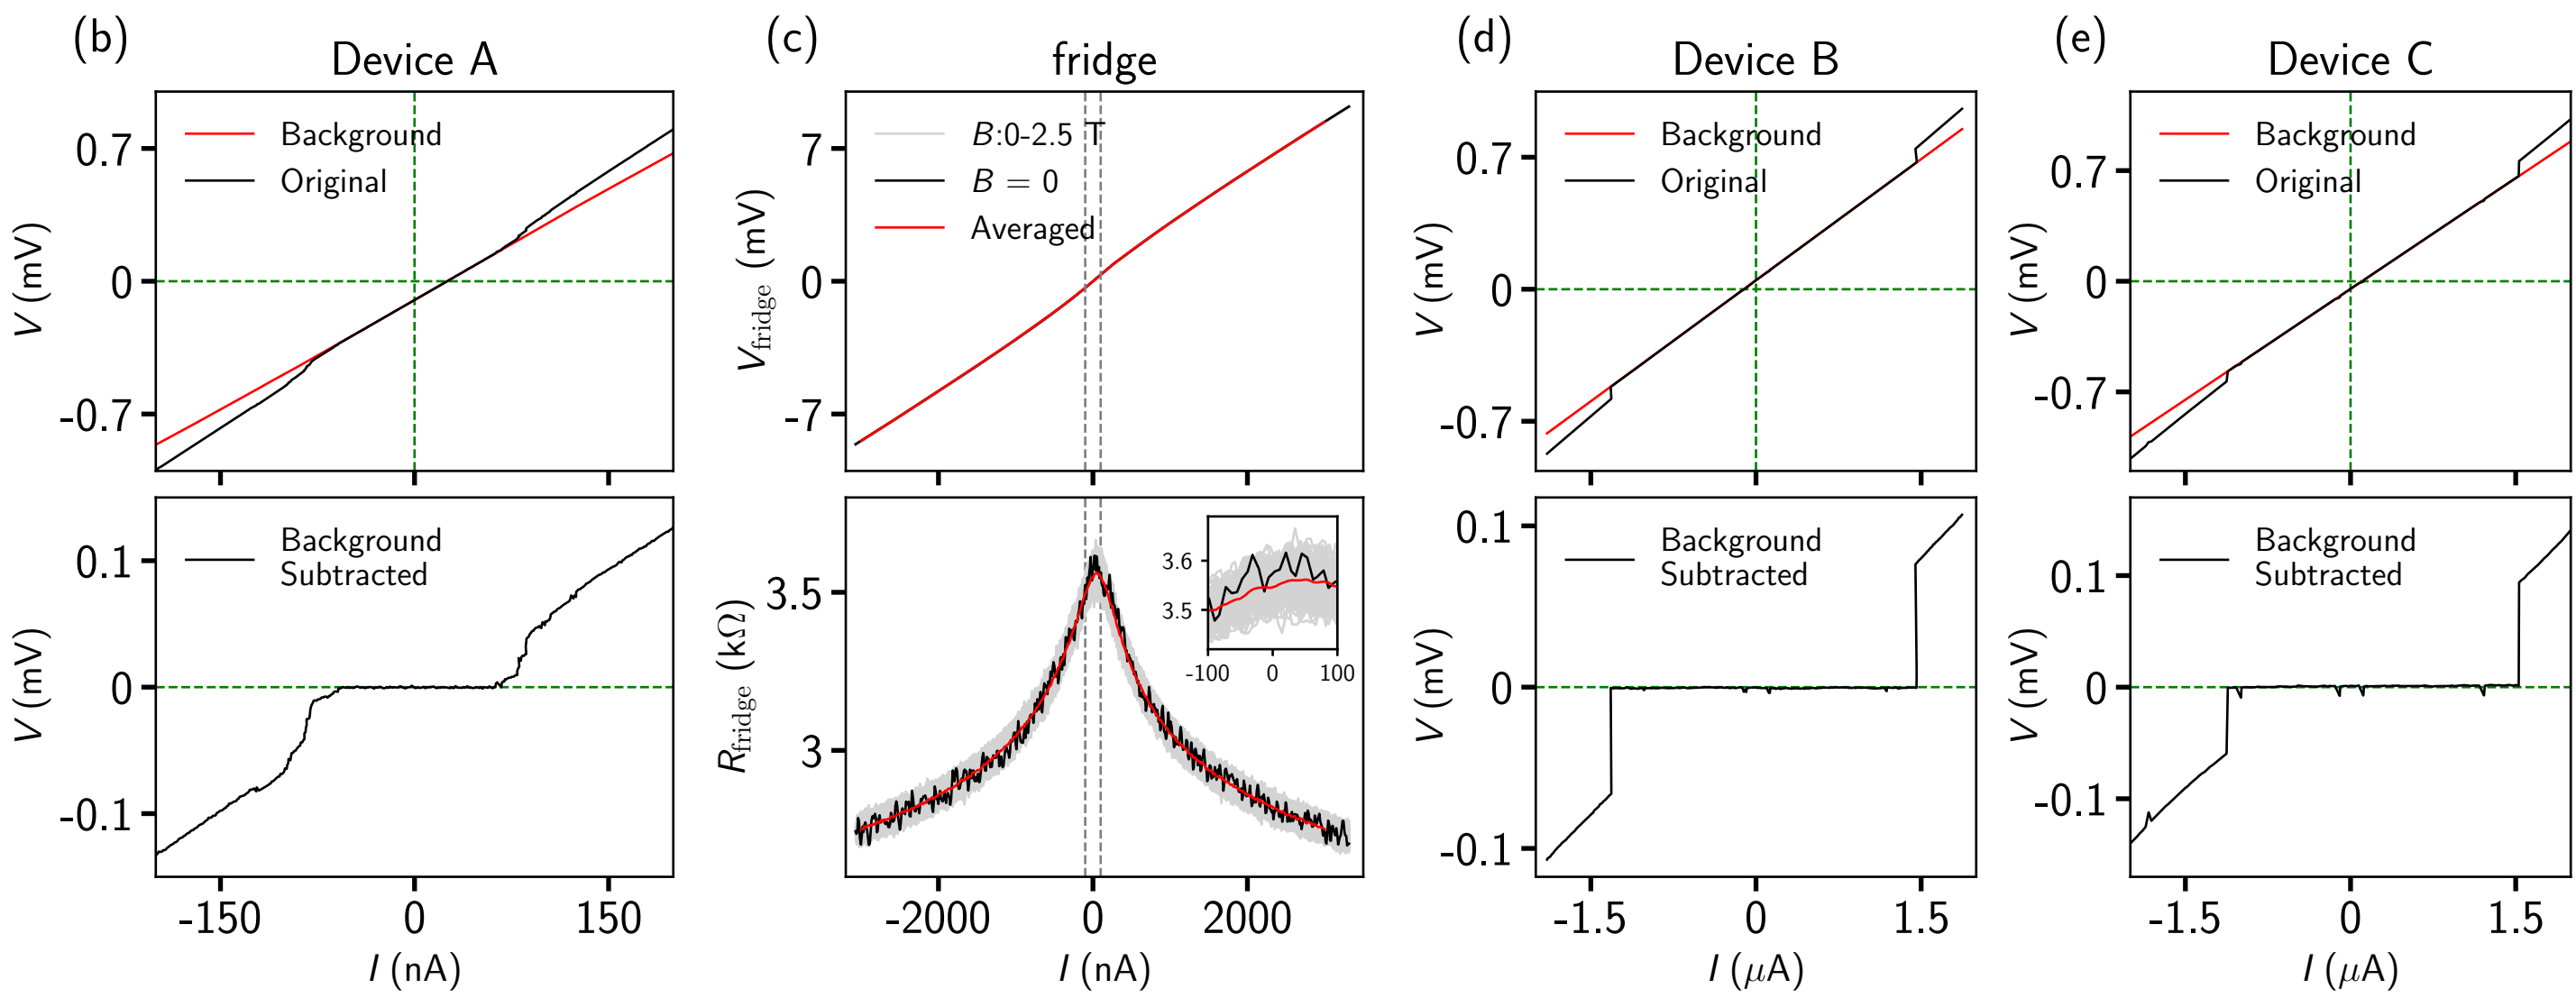 (b)
Device A
Background
Original
0.7
0
-0.7
V (mV)
Background
Subtracted
0.1
0
-0.1
V (mV)
-150
0
150
I (nA)
(c)
fridge
B:0-2.5 T
B = 0
Averaged
7
0
-7
Vfridge (mV)
3.5
3
Rfridge (kΩ)
3.6
3.5
-100
0
100
-2000
0
2000
I (nA)
(d)
Device B
Background
Original
0.7
0
-0.7
V (mV)
Background
Subtracted
0.1
0
-0.1
V (mV)
-1.5
0
1.5
I (μA)
(e)
Device C
Background
Original
0.7
0
-0.7
V (mV)
Background
Subtracted
0.1
0
-0.1
V (mV)
-1.5
0
1.5
I (μA)